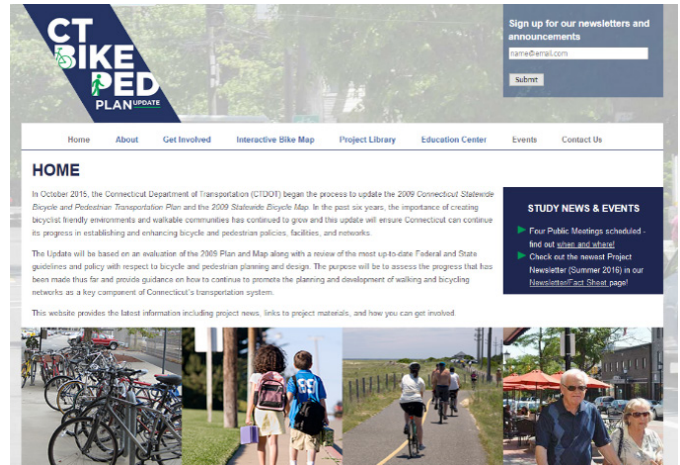 CT
BIKE
PED
PLAN UPDATE
Sign up for our newsletters and
announcements
name@email.com
Submit
Home About Get Involved Interactive Bike Map Project Library Education Center Events Contact Us
HOME
In October 2015, the Connecticut Department of Transportation (CTDOT) began the process to update the 2009 Connecticut Statewide
Bicycle and Pedestrian Transportation Plan and the 2009 Statewide Bicycle Map. In the past six years, the importance of creating
bicyclist friendly environments and walkable communities has continued to grow and this update will ensure Connecticut can continue
its progress in establishing and enhancing bicycle and pedestrian policies, facilities, and networks.
The Update will be based on an evaluation of the 2009 Plan and Map along with a review of the most up-to-date Federal and State
guidelines and policy with respect to bicycle and pedestrian planning and design. The purpose will be to assess the progress that has
been made thus far and provide guidance on how to continue to promote the planning and development of walking and bicycling
networks as a key component of Connecticut's transportation system.
This website provides the latest information including project news, links to project materials, and how you can get involved.
STUDY NEWS & EVENTS
Four Public Meetings scheduled -
find out when and where!
Check out the newest Project
Newsletter (Summer 2016) in our
Newsletter/Fact Sheet page!
88